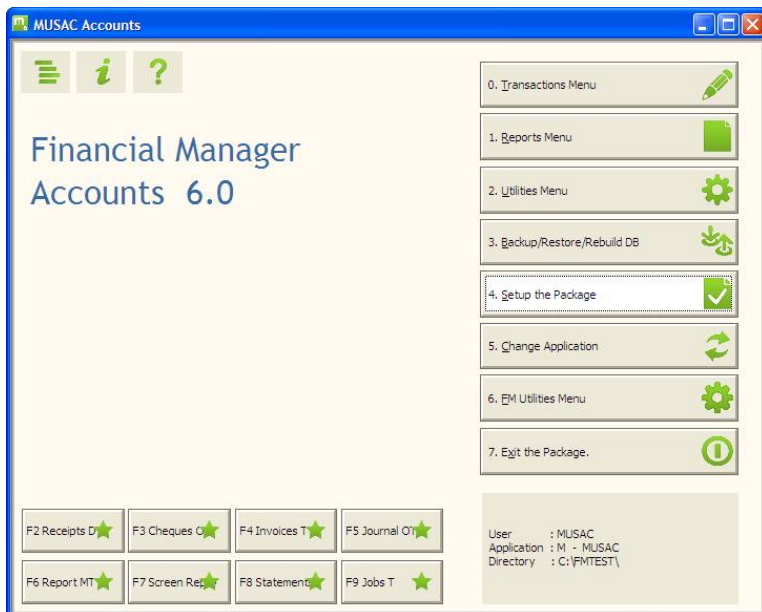 MUSAC Accounts
Financial Manager
Accounts 6.0
0. Transactions Menu
1. Reports Menu
2. Utilities Menu
3. Backup/Restore/Rebuild DB
4. Setup the Package
5. Change Application
6. FM Utilities Menu
7. Exit the Package.
F2 Receipts F3 Cheques F4 Invoices F5 Journal
F6 Report F7 Screen F8 Statement F9 Jobs T
User : MUSAC
Application : M - MUSAC
Directory : C:\FMTEST\